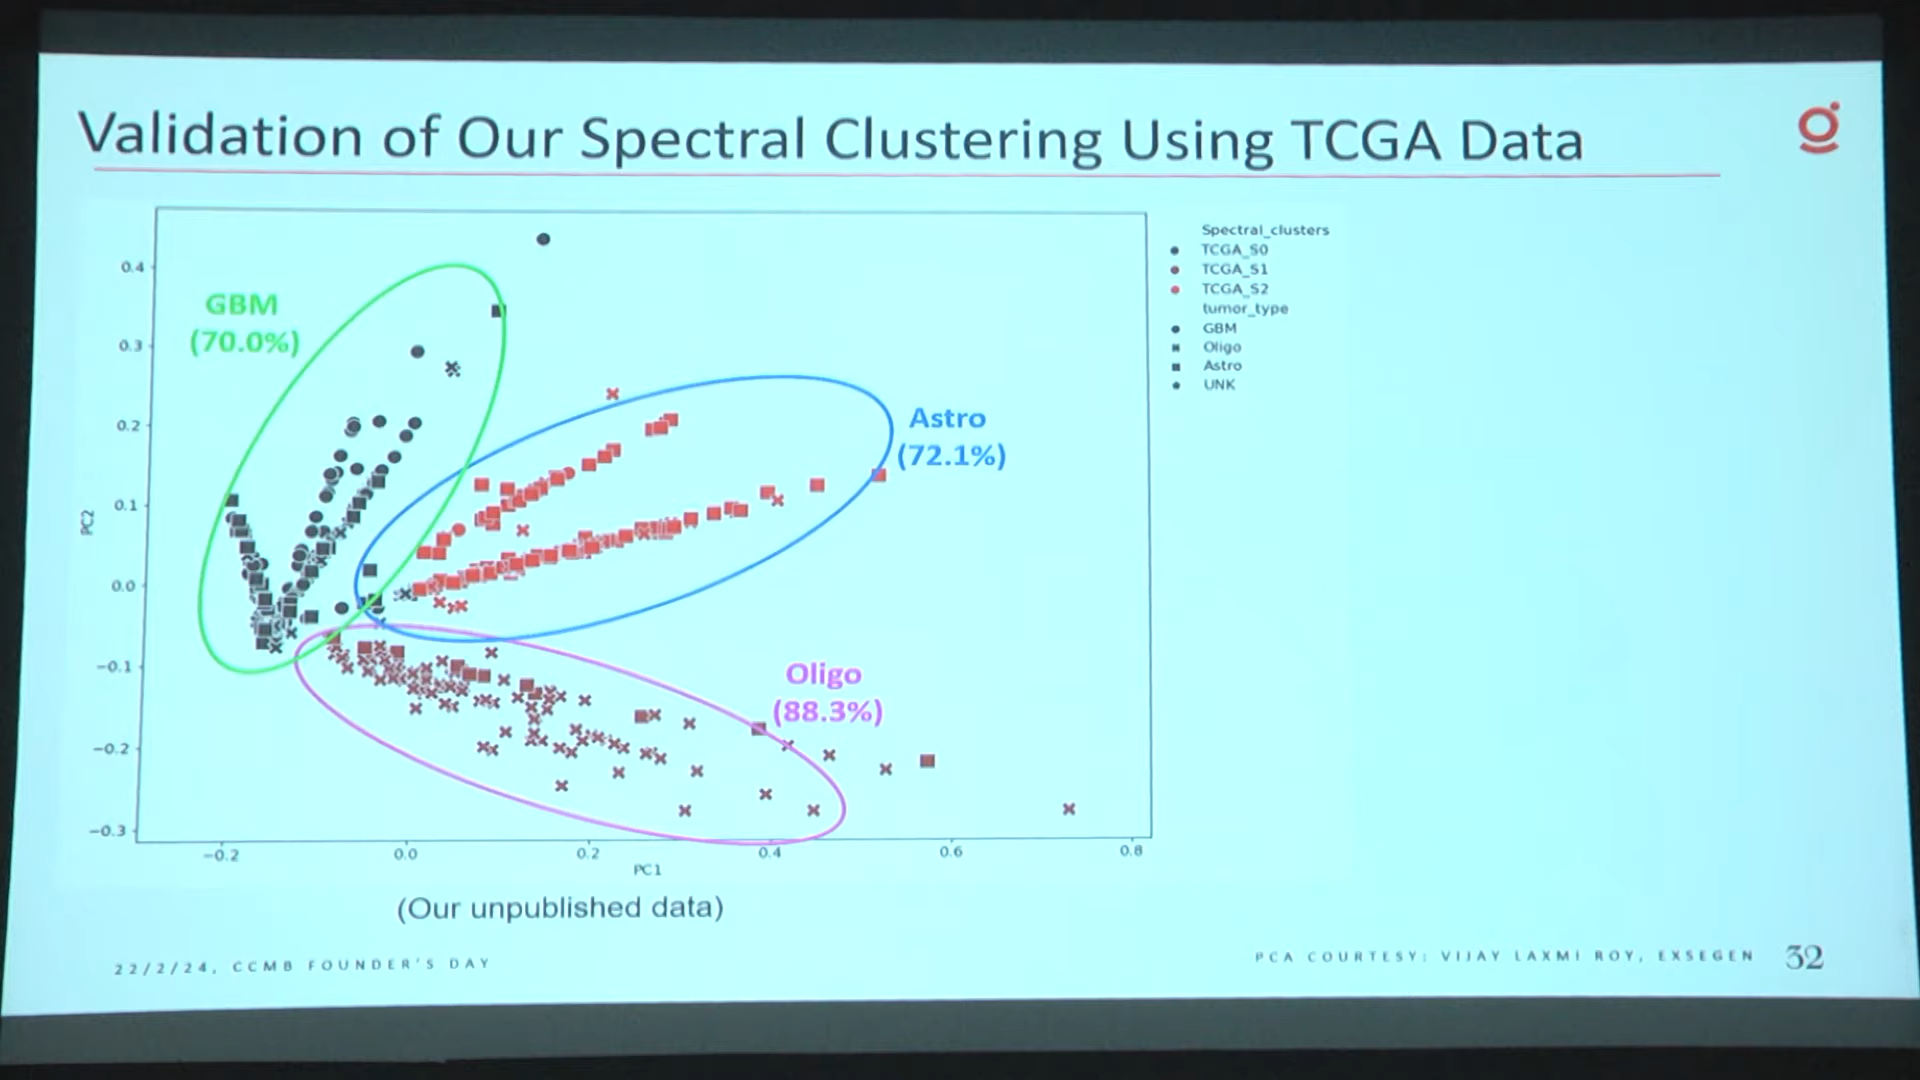 Validation of Our Spectral Clustering Using TCGA Data
Spectral_clusters
TCGA_S0
TCGA_S1
TCGA_S2
tumor_type
GBM
Oligo
Astro
UNK
GBM
(70.0%)
Astro
(72.1%)
Oligo
(88.3%)
0.4
0.3
0.2
0.1
0.0
−0.1
−0.2
−0.3
PC2
−0.2
0.0
0.2
0.4
0.6
0.8
PC1
(Our unpublished data)
22/2/24, CCMB FOUNDER'S DAY
PCA COURTESY: VIJAY LAXMI ROY, EXSEGEN
32